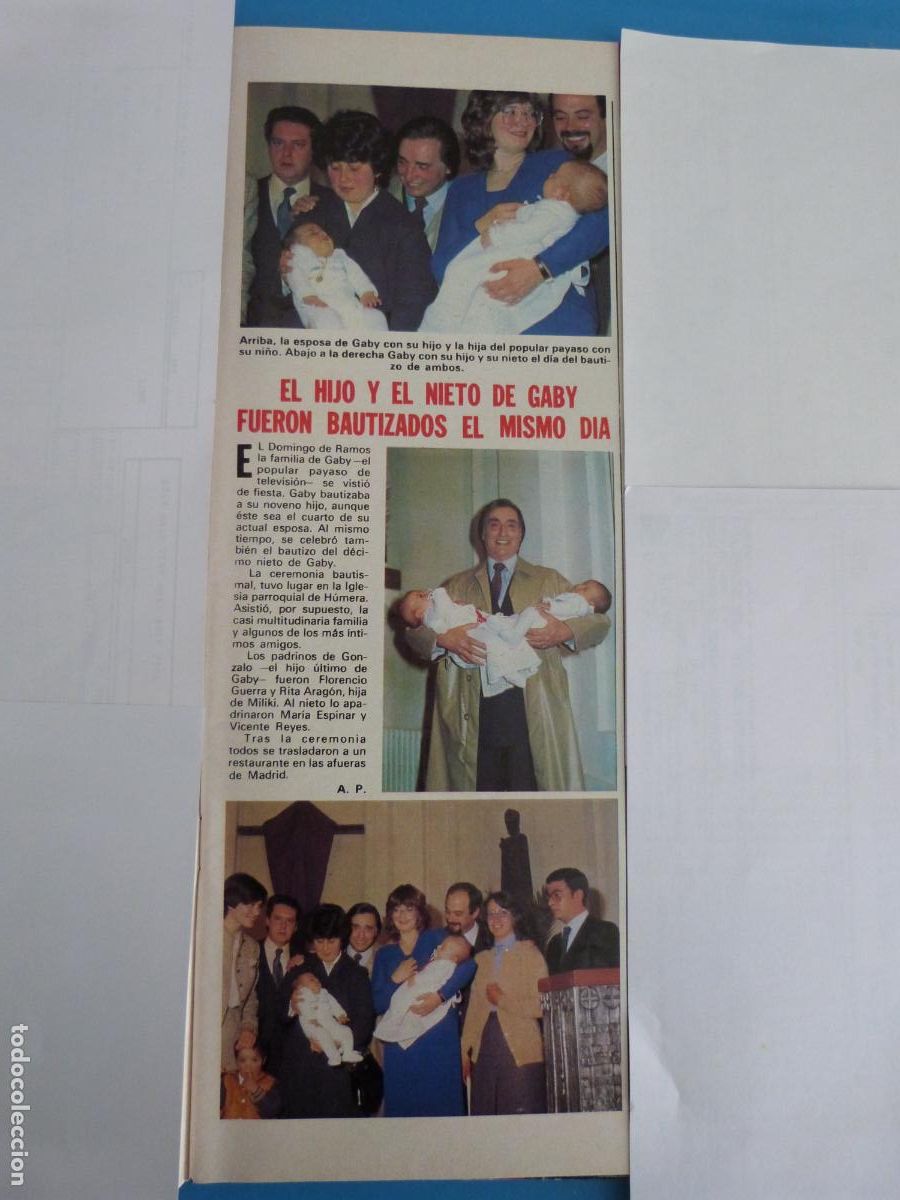 Arriba, la esposa de Gaby con su hijo y la hija del popular payaso con
su niño. Abajo a la derecha Gaby con su hijo y su nieto el día del bauti-
zo de ambos.
EL HIJO Y EL NIETO DE GABY
FUERON BAUTIZADOS EL MISMO DIA
EL Domingo de Ramos
la familia de Gaby —el
popular payaso de
televisión— se vistió
de fiesta. Gaby bautizaba
a su noveno hijo, aunque
éste sea el cuarto de su
actual esposa. Al mismo
tiempo, se celebró tam-
bién el bautizo del déci-
mo nieto de Gaby.
La ceremonia bautis-
mal, tuvo lugar en la Igle-
sia parroquial de Húmera.
Asistió, por supuesto, la
casi multitudinaria familia
y algunos de los más ínti-
mos amigos.
Los padrinos de Gon-
zalo —el hijo último de
Gaby— fueron Florencio
Guerra y Rita Aragón, hija
de Miliki. Al nieto lo apa-
drinaron María Espinar y
Vicente Reyes.
Tras la ceremonia
todos se trasladaron a un
restaurante en las afueras
de Madrid.
A. P.
todocoleccion